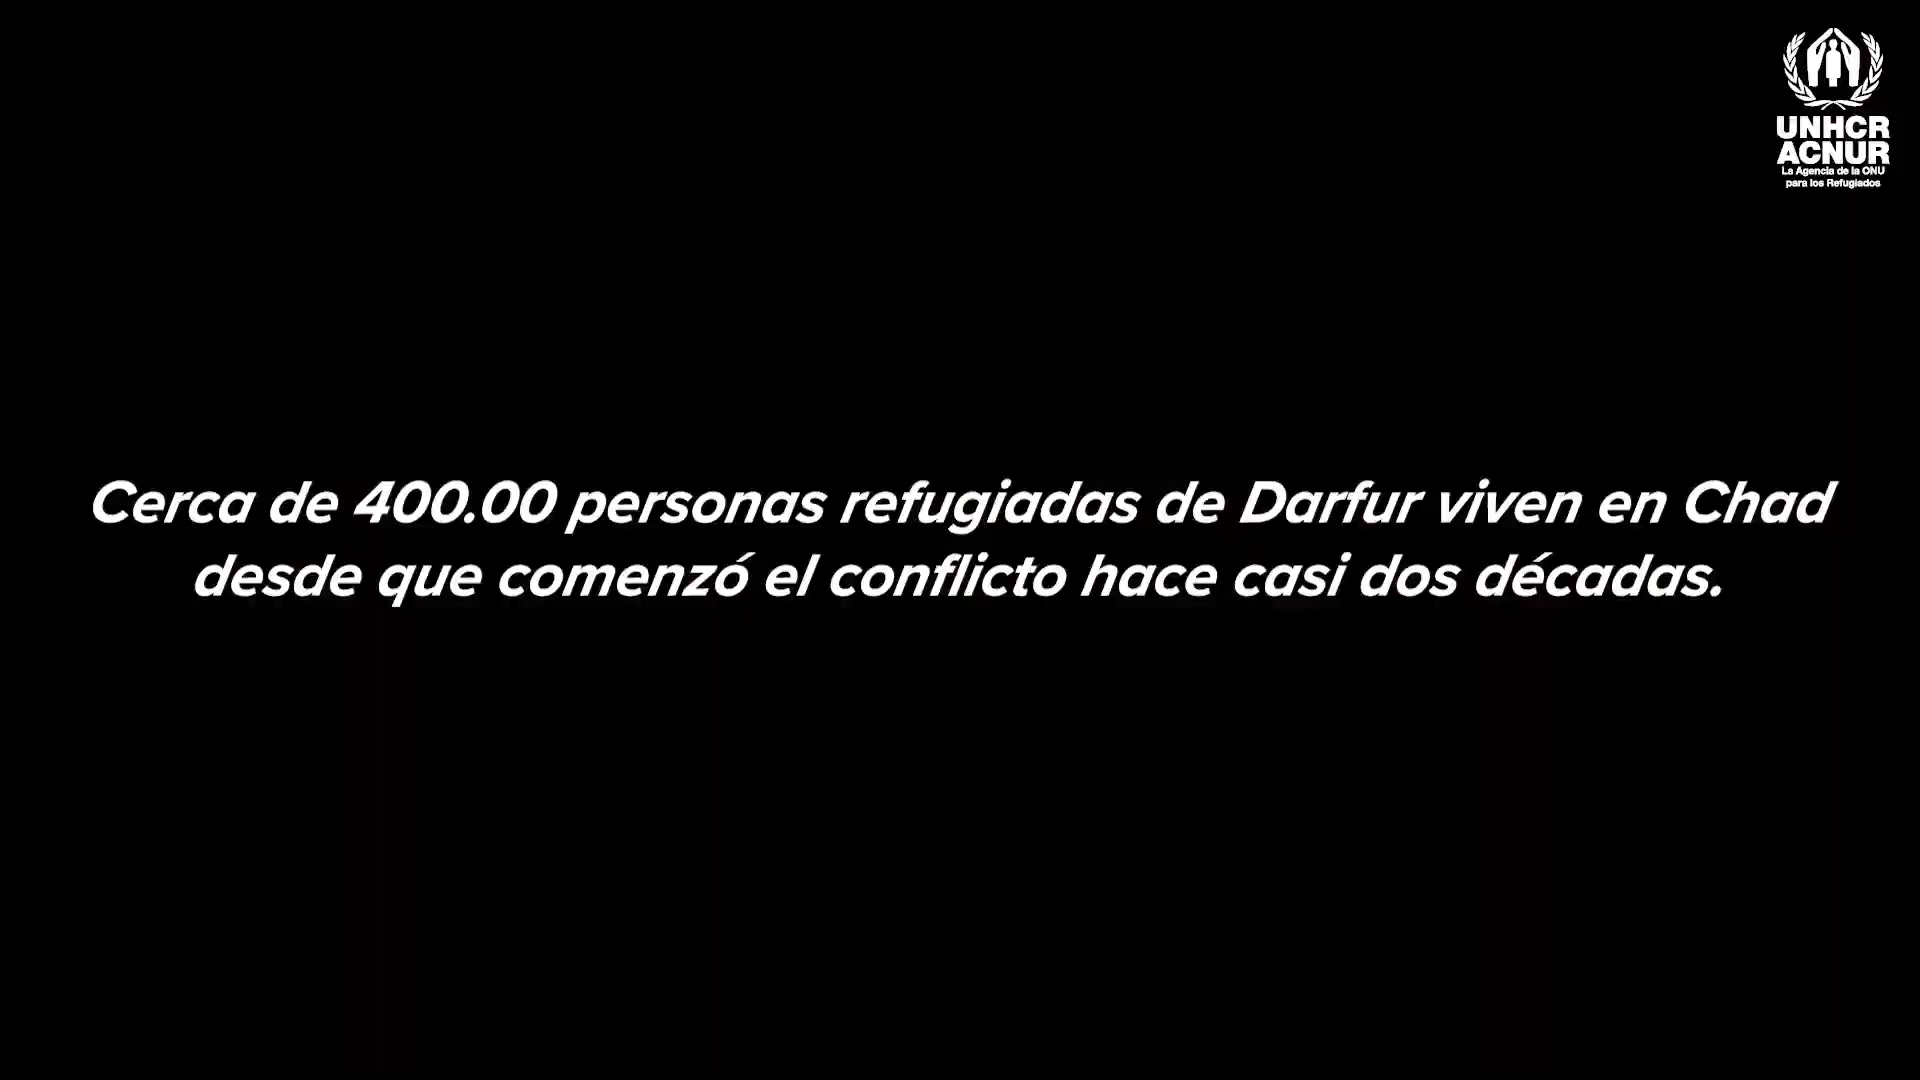 UNHCR
ACNUR
La Agencia de la ONU
para los Refugiados
Cerca de 400.00 personas refugiadas de Darfur viven en Chad
desde que comenzó el conflicto hace casi dos décadas.